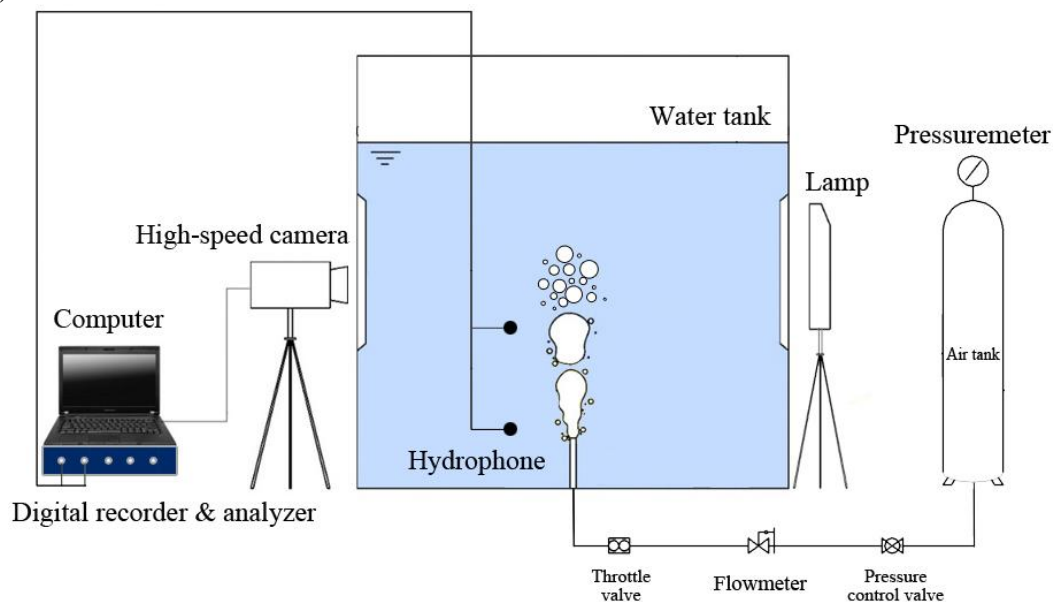 Water tank
Pressuremeter
Lamp
High-speed camera
Computer
Air tank
Hydrophone
Digital recorder & analyzer
Throttle
valve
Flowmeter
Pressure
control valve